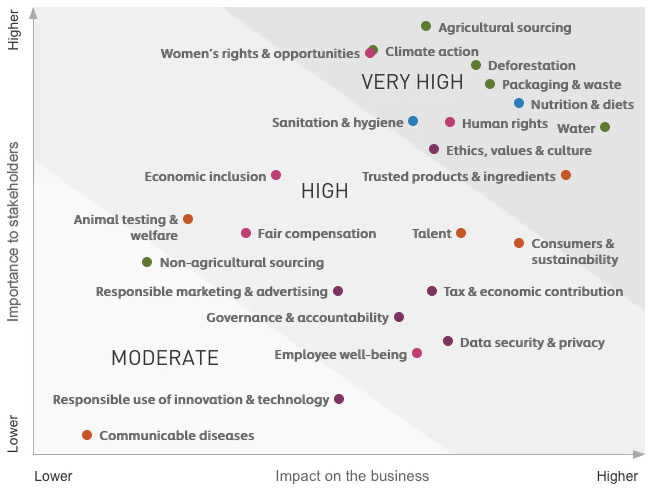 Higher
Agricultural sourcing
Women's rights & opportunities
Climate action
Deforestation
VERY HIGH
Packaging & waste
Nutrition & diets
Sanitation & hygiene
Human rights
Water
Ethics, values & culture
Economic inclusion
Trusted products & ingredients
HIGH
Importance to stakeholders
Animal testing &
welfare
Fair compensation
Talent
Consumers &
sustainability
Non-agricultural sourcing
Responsible marketing & advertising
Tax & economic contribution
Governance & accountability
Data security & privacy
MODERATE
Employee well-being
Responsible use of innovation & technology
Communicable diseases
Lower
Lower
Impact on the business
Higher